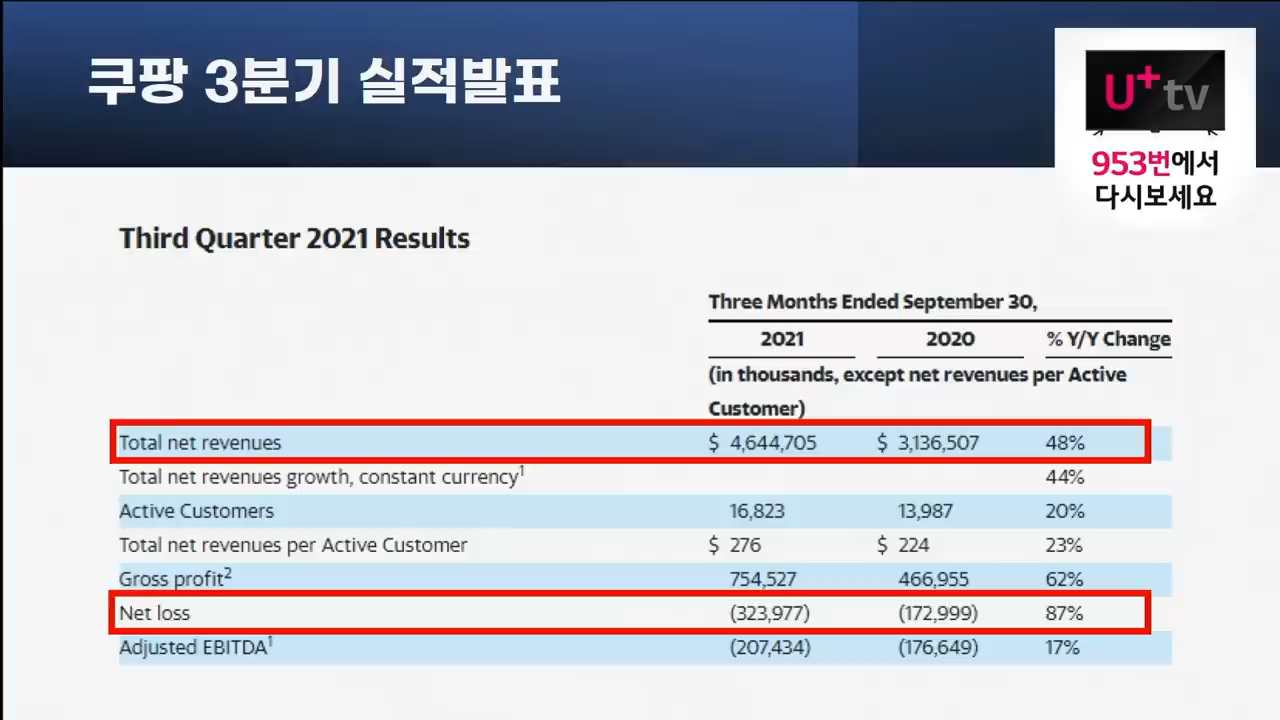 쿠팡 3분기 실적발표
U+tv
953번에서
다시보세요
Third Quarter 2021 Results
Three Months Ended September 30,
2021 2020 % Y/Y Change
(in thousands, except net revenues per Active
Customer)
Total net revenues $ 4,644,705 $ 3,136,507 48%
Total net revenues growth, constant currency1 44%
Active Customers 16,823 13,987 20%
Total net revenues per Active Customer $ 276 $ 224 23%
Gross profit2 754,527 466,955 62%
Net loss (323,977) (172,999) 87%
Adjusted EBITDA1 (207,434) (176,649) 17%